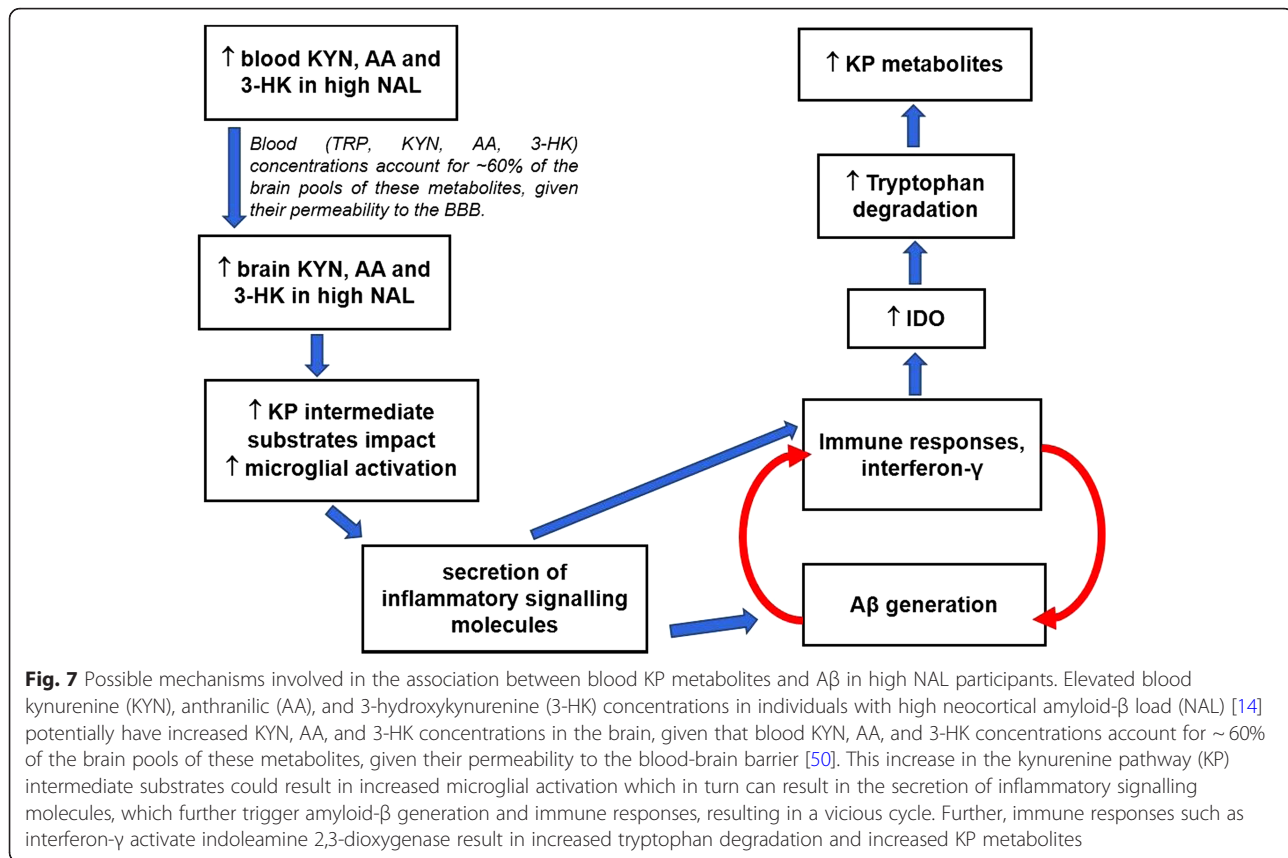 ↑ blood KYN, AA and
3-HK in high NAL
Blood (TRP, KYN, AA, 3-HK)
concentrations account for ~60% of the
brain pools of these metabolites, given
their permeability to the BBB.
↑ brain KYN, AA and
3-HK in high NAL
↑ KP intermediate
substrates impact
↑ microglial activation
secretion of
inflammatory signalling
molecules
↑ KP metabolites
↑ Tryptophan
degradation
↑ IDO
Immune responses,
interferon-γ
Aβ generation
Fig. 7 Possible mechanisms involved in the association between blood KP metabolites and Aβ in high NAL participants. Elevated blood
kynurenine (KYN), anthranilic (AA), and 3-hydroxykynurenine (3-HK) concentrations in individuals with high neocortical amyloid-β load (NAL) [14]
potentially have increased KYN, AA, and 3-HK concentrations in the brain, given that blood KYN, AA, and 3-HK concentrations account for ~ 60%
of the brain pools of these metabolites, given their permeability to the blood-brain barrier [50]. This increase in the kynurenine pathway (KP)
intermediate substrates could result in increased microglial activation which in turn can result in the secretion of inflammatory signalling
molecules, which further trigger amyloid-β generation and immune responses, resulting in a vicious cycle. Further, immune responses such as
interferon-γ activate indoleamine 2,3-dioxygenase result in increased tryptophan degradation and increased KP metabolites